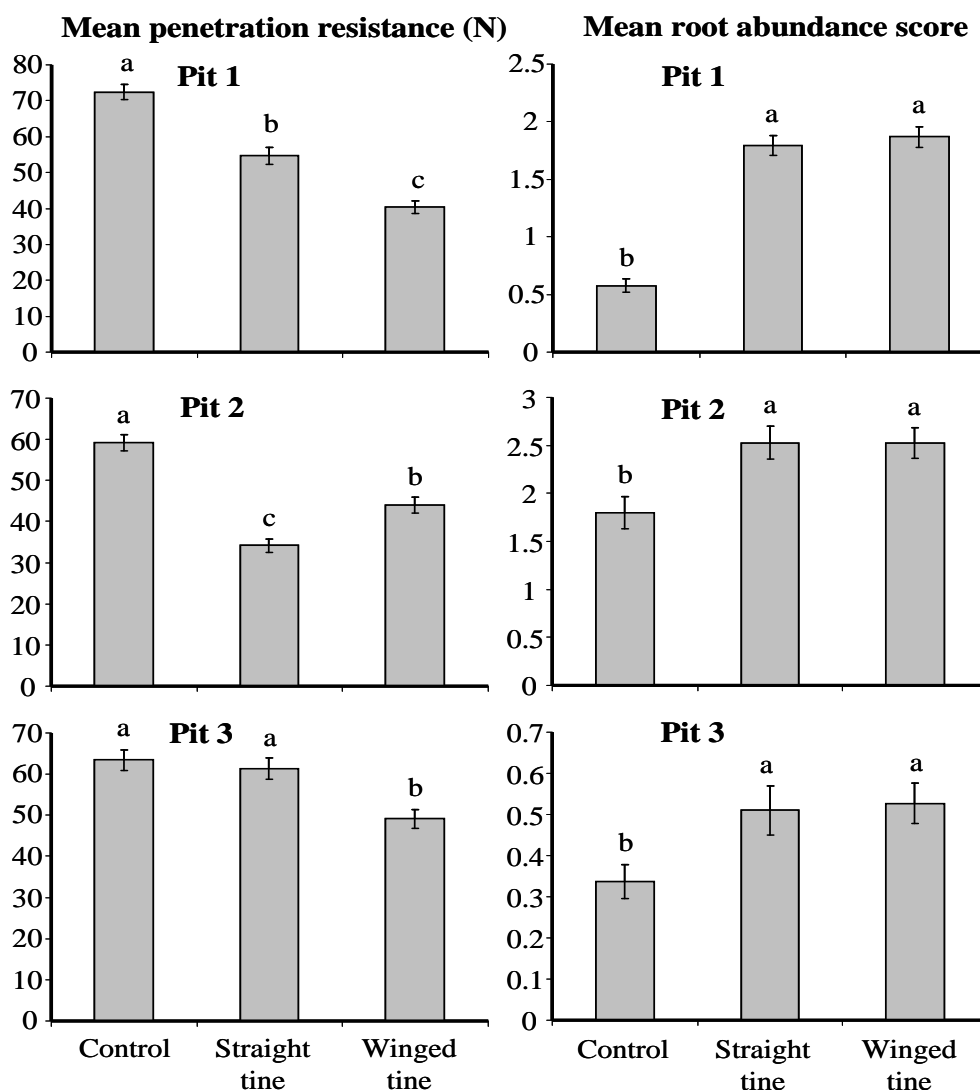 Mean penetration resistance (N)
Mean root abundance score
Pit 1
80
70
60
50
40
30
20
10
0
a
b
c
Pit 1
2.5
2
1.5
1
0.5
0
b
a
a
Pit 2
70
60
50
40
30
20
10
0
a
c
b
Pit 2
3
2.5
2
1.5
1
0.5
0
b
a
a
Pit 3
70
60
50
40
30
20
10
0
a
a
b
Control
Straight
tine
Winged
tine
Pit 3
0.7
0.6
0.5
0.4
0.3
0.2
0.1
0
b
a
a
Control
Straight
tine
Winged
tine